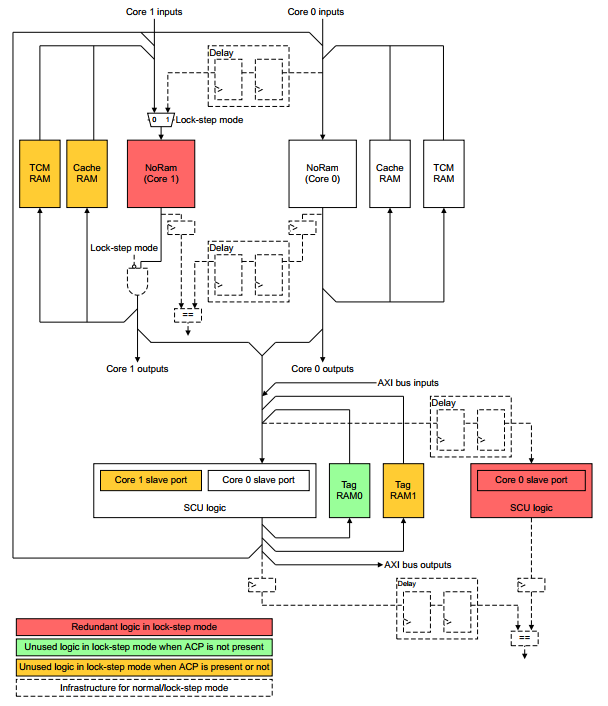 Core 1 inputs
Core 0 inputs
Delay
0 1
Lock-step mode
TCM
RAM
Cache
RAM
NoRam
(Core 1)
NoRam
(Core 0)
Cache
RAM
TCM
RAM
Lock-step mode
Delay
==
Core 1 outputs
Core 0 outputs
AXI bus inputs
Delay
Core 1 slave port
Core 0 slave port
SCU logic
Tag
RAM0
Tag
RAM1
Core 0 slave port
SCU logic
AXI bus outputs
Delay
==
Redundant logic in lock-step mode
Unused logic in lock-step mode when ACP is not present
Unused logic in lock-step mode when ACP is present or not
Infrastructure for normal/lock-step mode